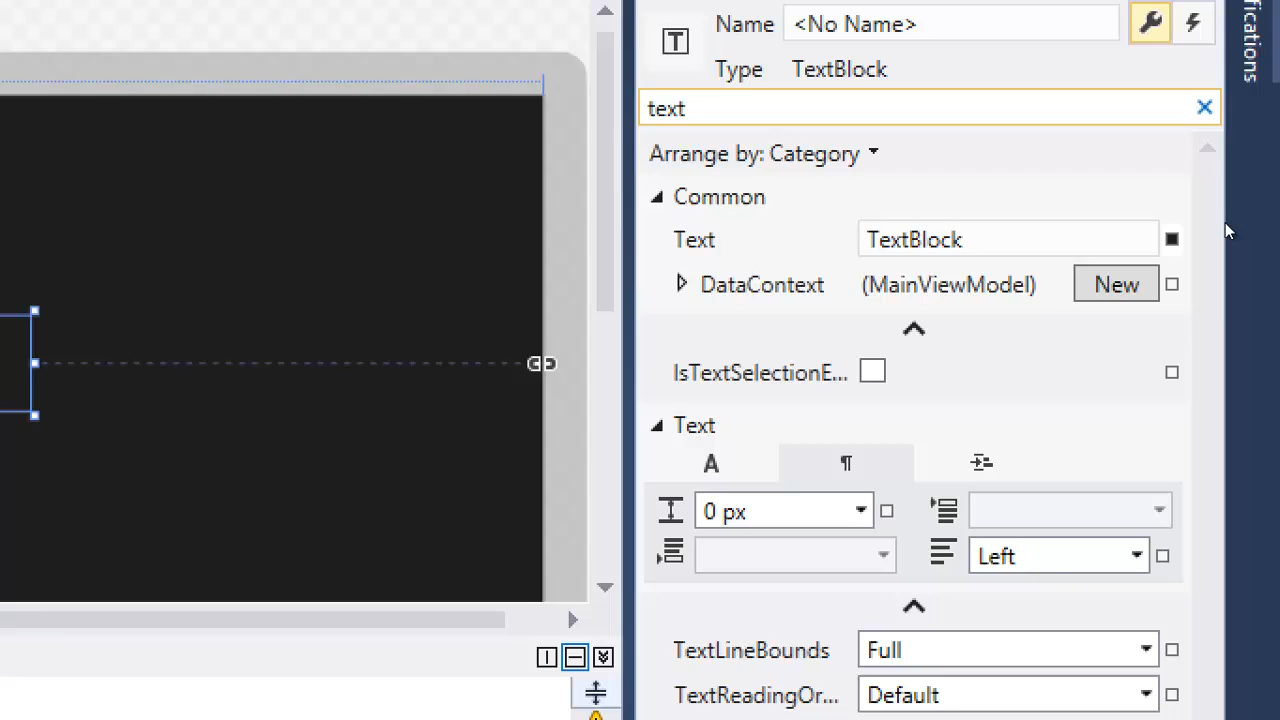 Name <No Name>
Type TextBlock
text
Arrange by: Category
Common
Text TextBlock
DataContext (MainViewModel) New
IsTextSelectionE...
Text
A ¶
0 px
Left
TextLineBounds Full
TextReadingOr... Default
fications